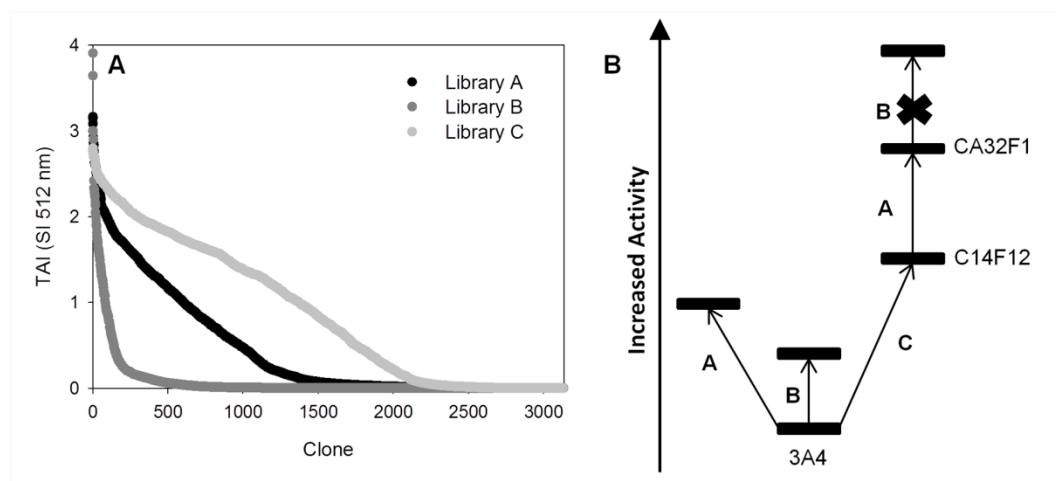 A
4
3
2
1
0
TAI (SI 512 nm)
Library A
Library B
Library C
0 500 1000 1500 2000 2500 3000
Clone
B
Increased Activity
B
CA32F1
A
C14F12
C
A
B
3A4